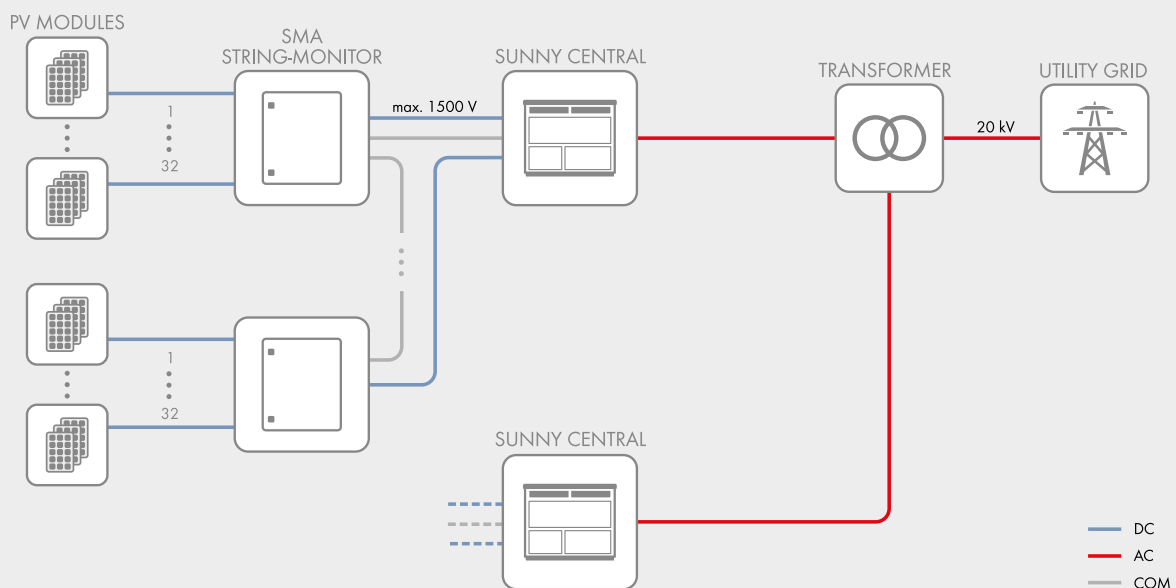 PV MODULES
SMA
STRING-MONITOR
SUNNY CENTRAL
TRANSFORMER
UTILITY GRID
1
32
max. 1500 V
20 kV
1
32
SUNNY CENTRAL
DC
AC
COM